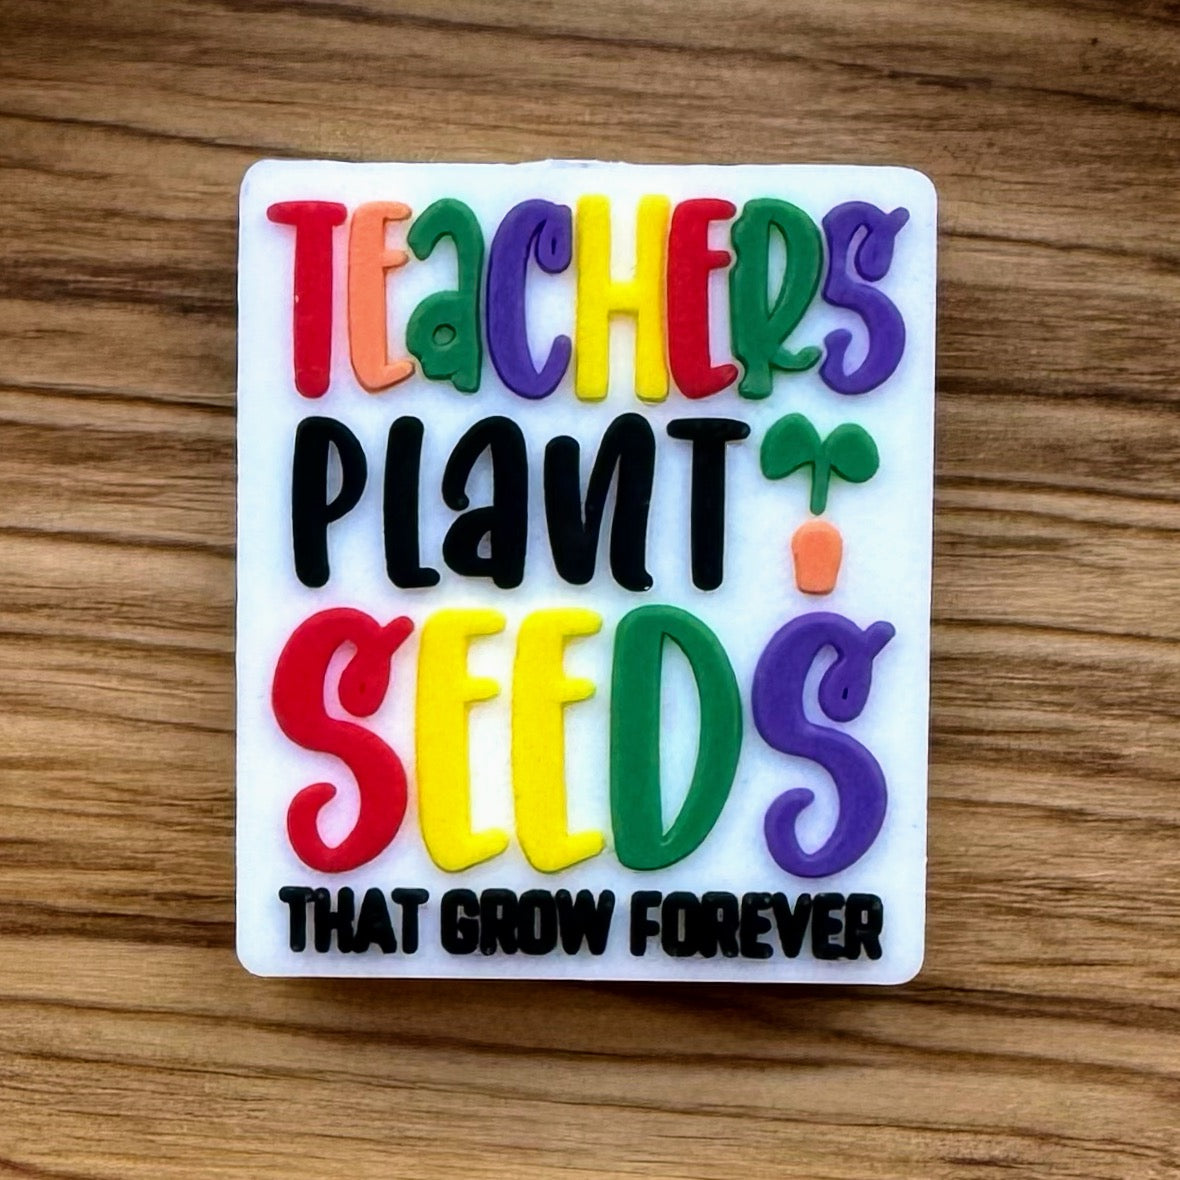 TEaCHERS
PLanT
SEEDS
THAT GROW FOREVER